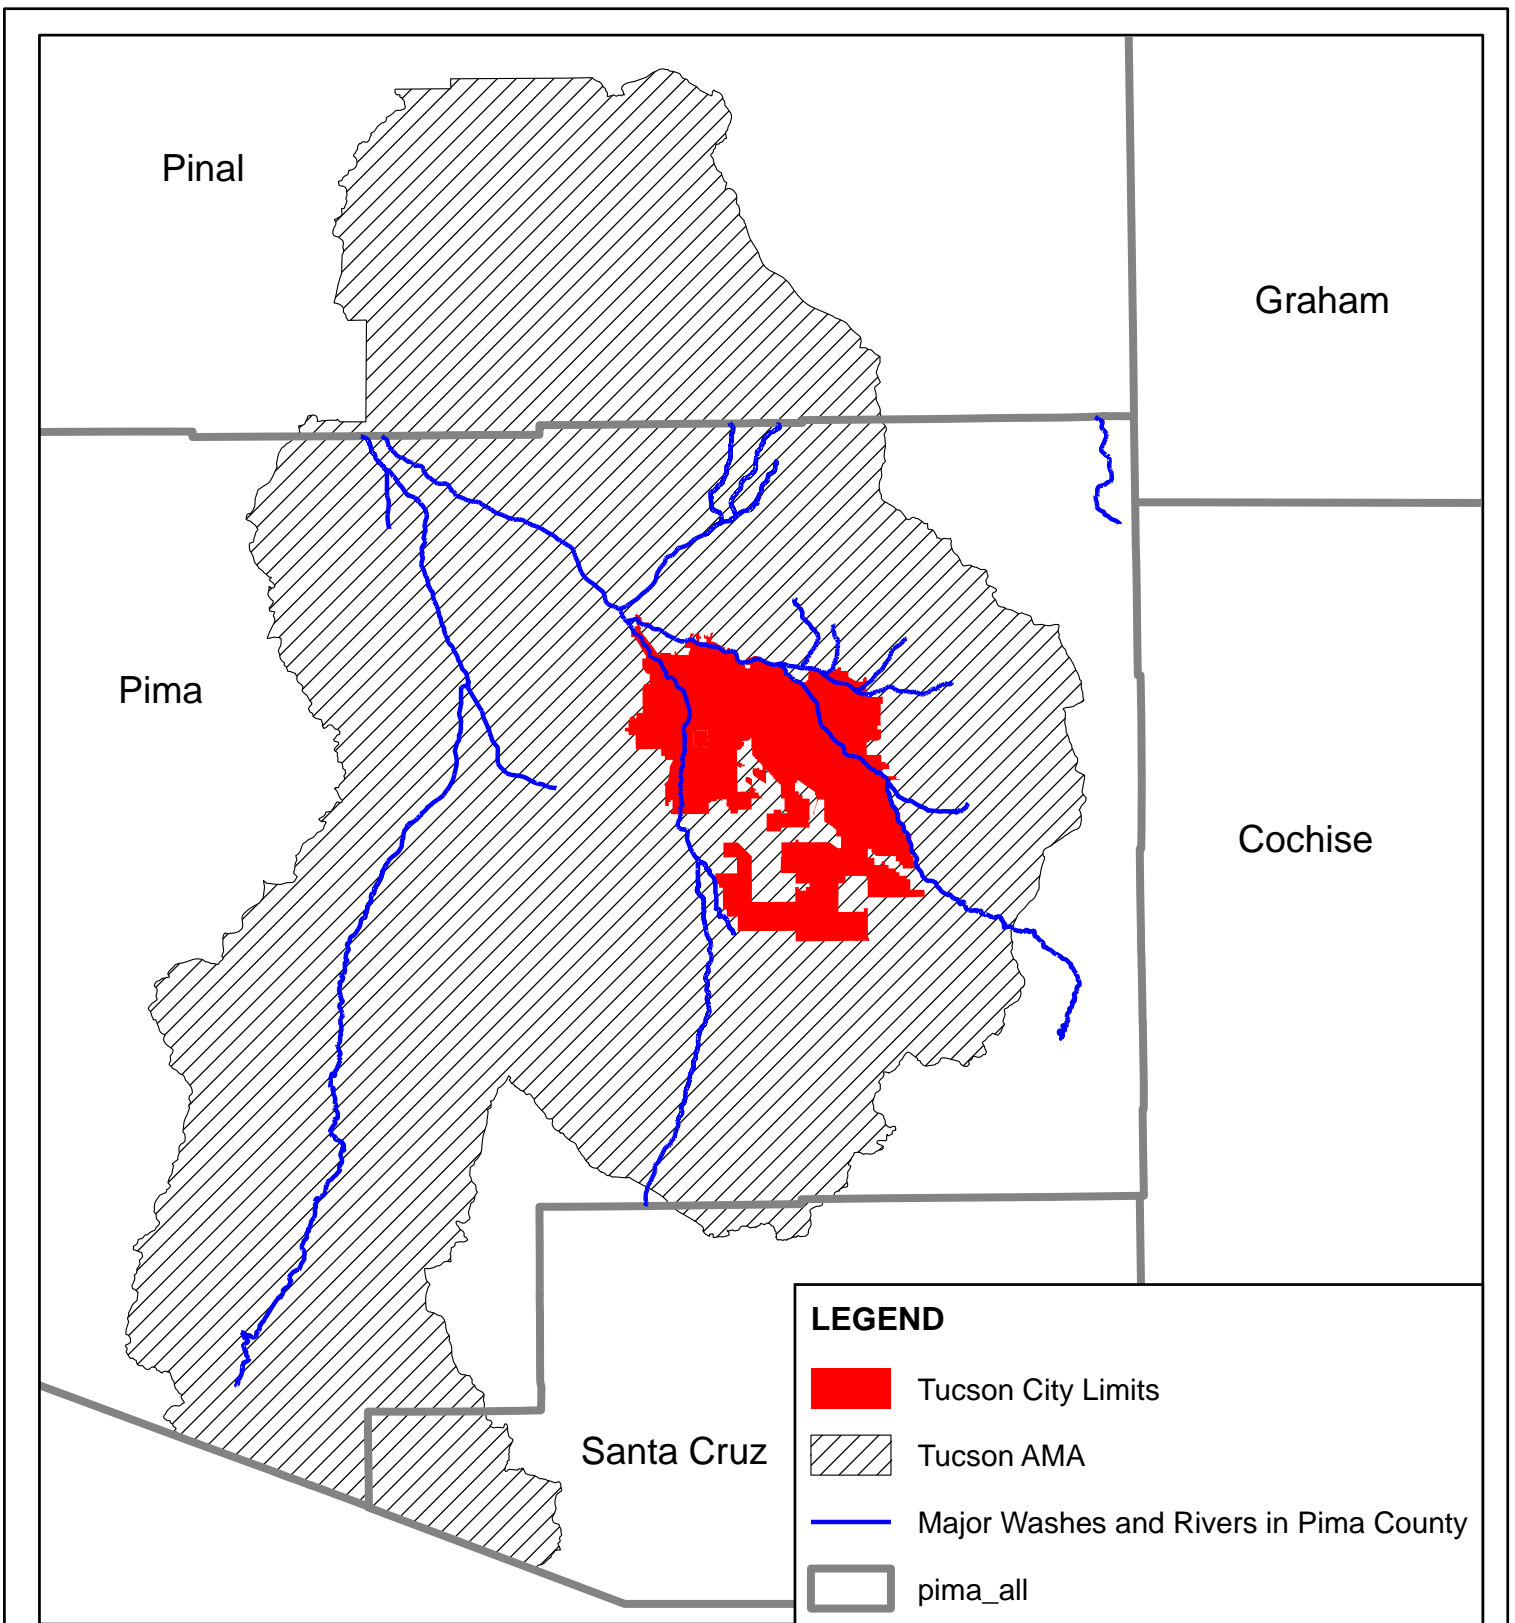 Pinal
Graham
Pima
Cochise
Santa Cruz
LEGEND
Tucson City Limits
Tucson AMA
Major Washes and Rivers in Pima County
pima_all